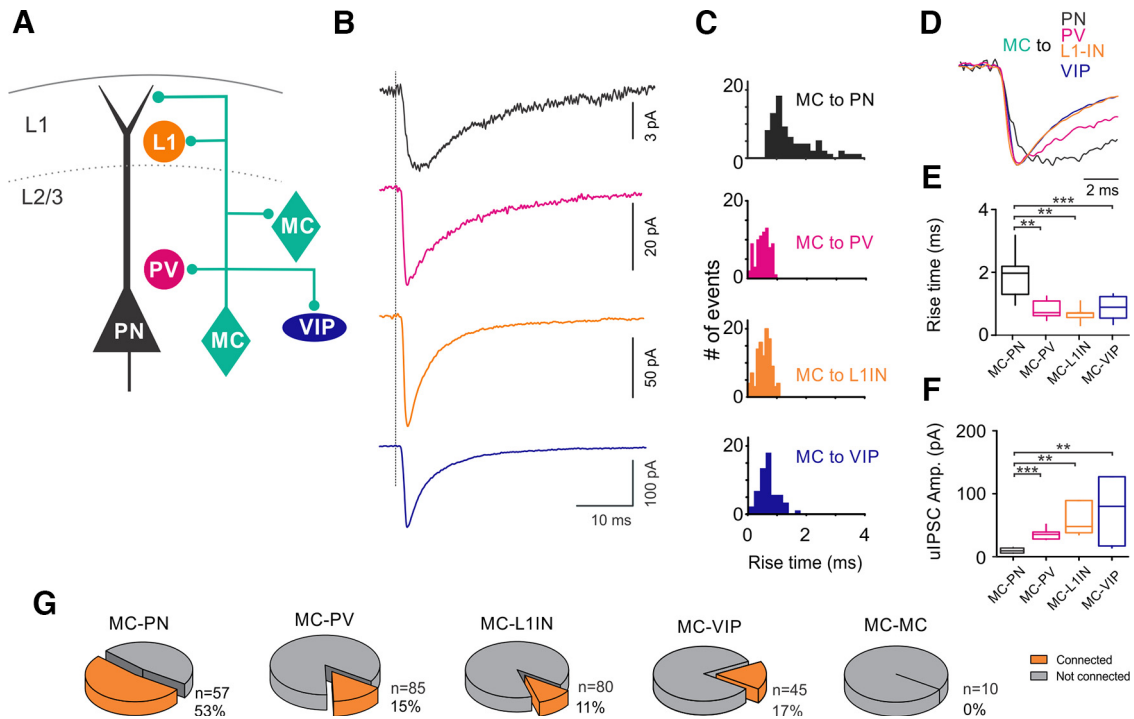 A
L1
L2/3
L1
MC
PV
PN
MC
VIP
B
3 pA
20 pA
50 pA
100 pA
10 ms
C
# of events
20
0
MC to PN
20
0
MC to PV
20
0
MC to L1IN
20
0
MC to VIP
0 2 4
Rise time (ms)
D
MC to
PN
PV
L1-IN
VIP
2 ms
E
Rise time (ms)
4
2
0
***
**
**
MC-PN
MC-PV
MC-L1IN
MC-VIP
F
uIPSC Amp. (pA)
200
100
0
**
**
***
MC-PN
MC-PV
MC-L1IN
MC-VIP
G
MC-PN
n=57
53%
MC-PV
n=85
15%
MC-L1IN
n=80
11%
MC-VIP
n=45
17%
MC-MC
n=10
0%
Connected
Not connected